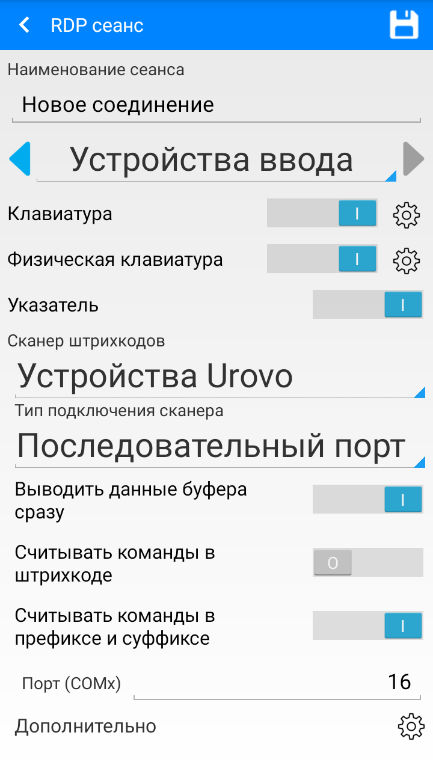 RDP сеанс
Наименование сеанса
Новое соединение
Устройства ввода
Клавиатура
Физическая клавиатура
Указатель
Сканер штрихкодов
Устройства Urovo
Тип подключения сканера
Последовательный порт
Выводить данные буфера
сразу
Считывать команды в
штрихкоде
Считывать команды в
префиксе и суффиксе
Порт (COMx) 16
Дополнительно